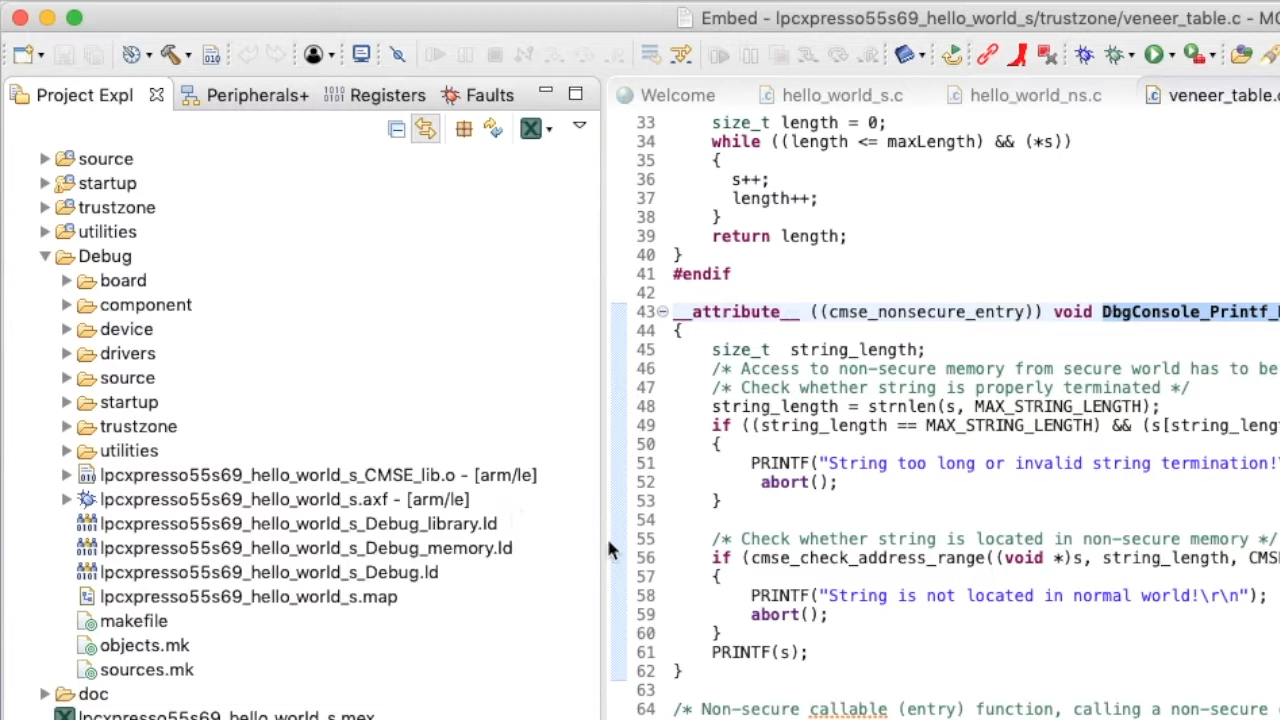 Embed - lpcxpresso55s69_hello_world_s/trustzone/veneer_table.c - MC
Project Expl Peripherals+ Registers Faults
Welcome hello_world_s.c hello_world_ns.c veneer_table.c
source
startup
trustzone
utilities
Debug
board
component
device
drivers
source
startup
trustzone
utilities
lpcxpresso55s69_hello_world_s_CMSE_lib.o - [arm/le]
lpcxpresso55s69_hello_world_s.axf - [arm/le]
lpcxpresso55s69_hello_world_s_Debug_library.ld
lpcxpresso55s69_hello_world_s_Debug_memory.ld
lpcxpresso55s69_hello_world_s_Debug.ld
lpcxpresso55s69_hello_world_s.map
makefile
objects.mk
sources.mk
doc
lpcxpresso55s69_hello_world_s.mex
33 size_t length = 0;
34 while ((length <= maxLength) && (*s))
35 {
36 s++;
37 length++;
38 }
39 return length;
40 }
41 #endif
42
43 __attribute__ ((cmse_nonsecure_entry)) void DbgConsole_Printf_
44 {
45 size_t string_length;
46 /* Access to non-secure memory from secure world has to be
47 /* Check whether string is properly terminated */
48 string_length = strnlen(s, MAX_STRING_LENGTH);
49 if ((string_length == MAX_STRING_LENGTH) && (s[string_leng
50 {
51 PRINTF("String too long or invalid string termination!
52 abort();
53 }
54
55 /* Check whether string is located in non-secure memory */
56 if (cmse_check_address_range((void *)s, string_length, CMS
57 {
58 PRINTF("String is not located in normal world!\r\n");
59 abort();
60 }
61 PRINTF(s);
62 }
63
64 /* Non-secure callable (entry) function, calling a non-secure